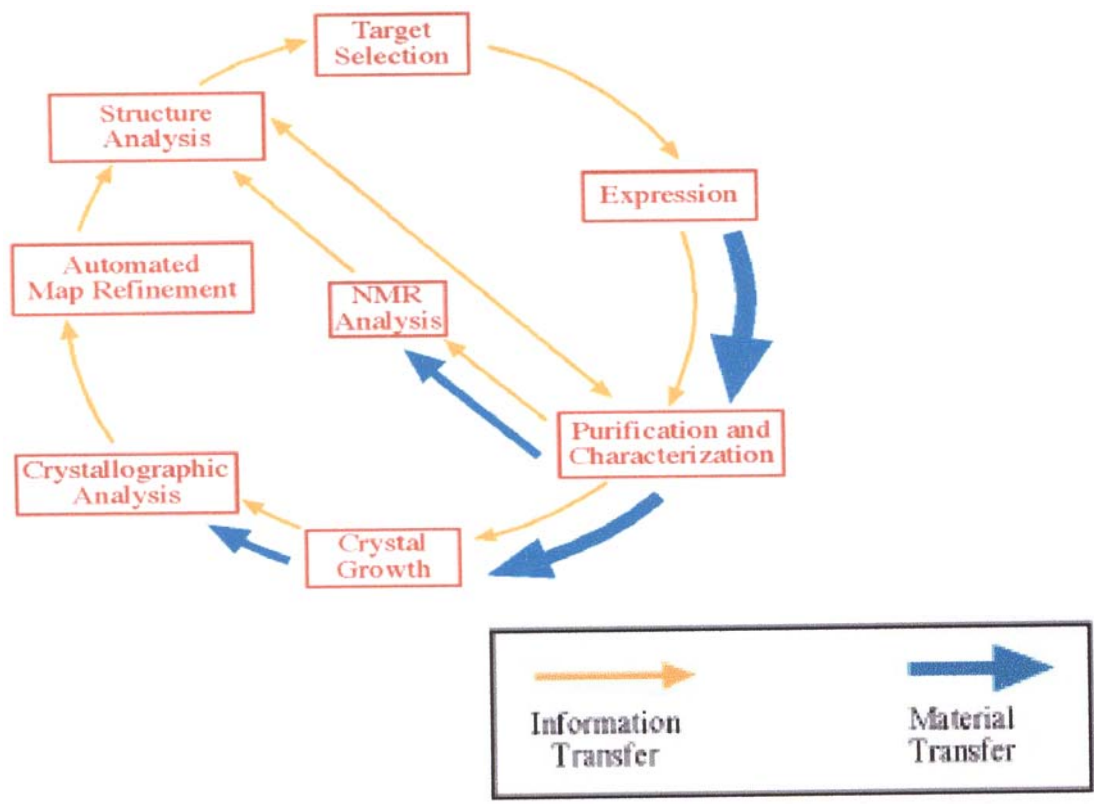 Target
Selection
Structure
Analysis
Expression
Automated
Map Refinement
NMR
Analysis
Purification and
Characterization
Crystallographic
Analysis
Crystal
Growth
Information
Transfer
Material
Transfer